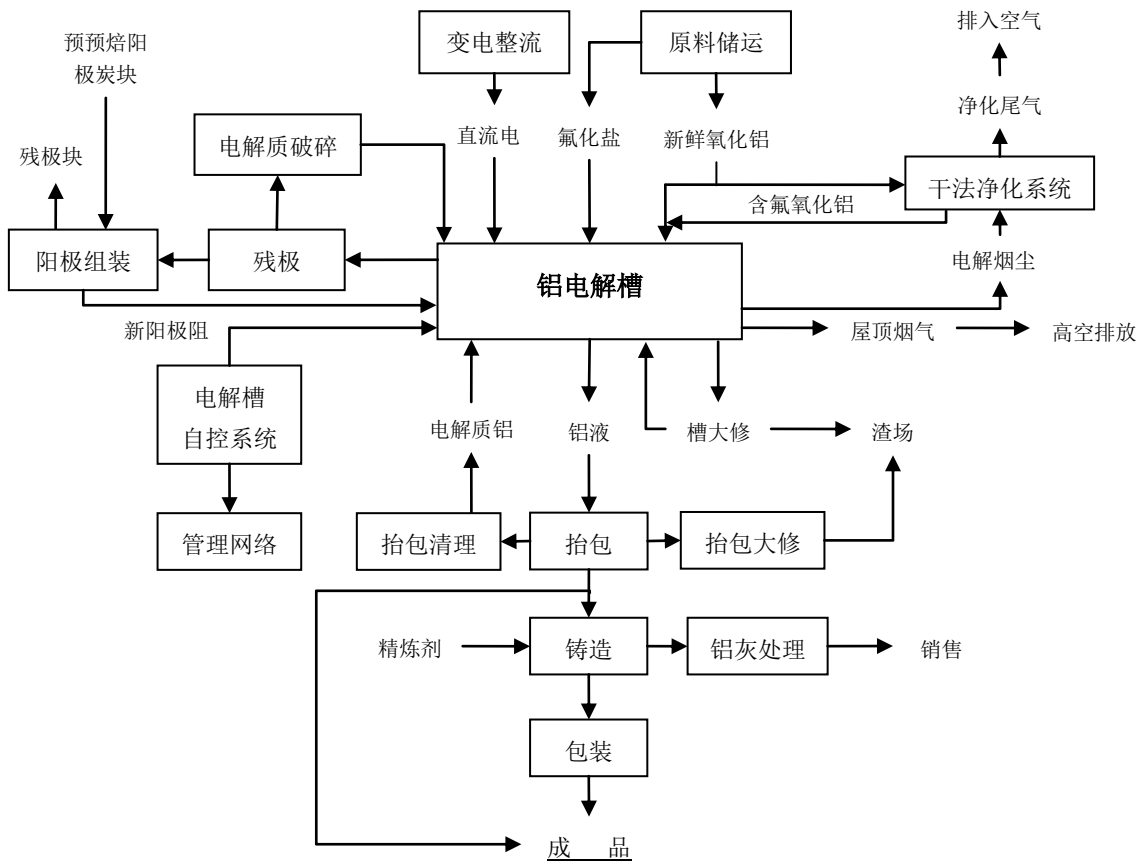 变电整流
原料储运
排入空气
预预焙阳
极炭块
净化尾气
直流电
氟化盐
新鲜氧化铝
电解质破碎
残极块
干法净化系统
含氟氧化铝
阳极组装
残极
电解烟尘
铝电解槽
新阳极阻
屋顶烟气
高空排放
电解槽
自控系统
电解质铝
铝液
槽大修
渣场
管理网络
抬包清理
抬包
抬包大修
精炼剂
铸造
铝灰处理
销售
包装
成 品